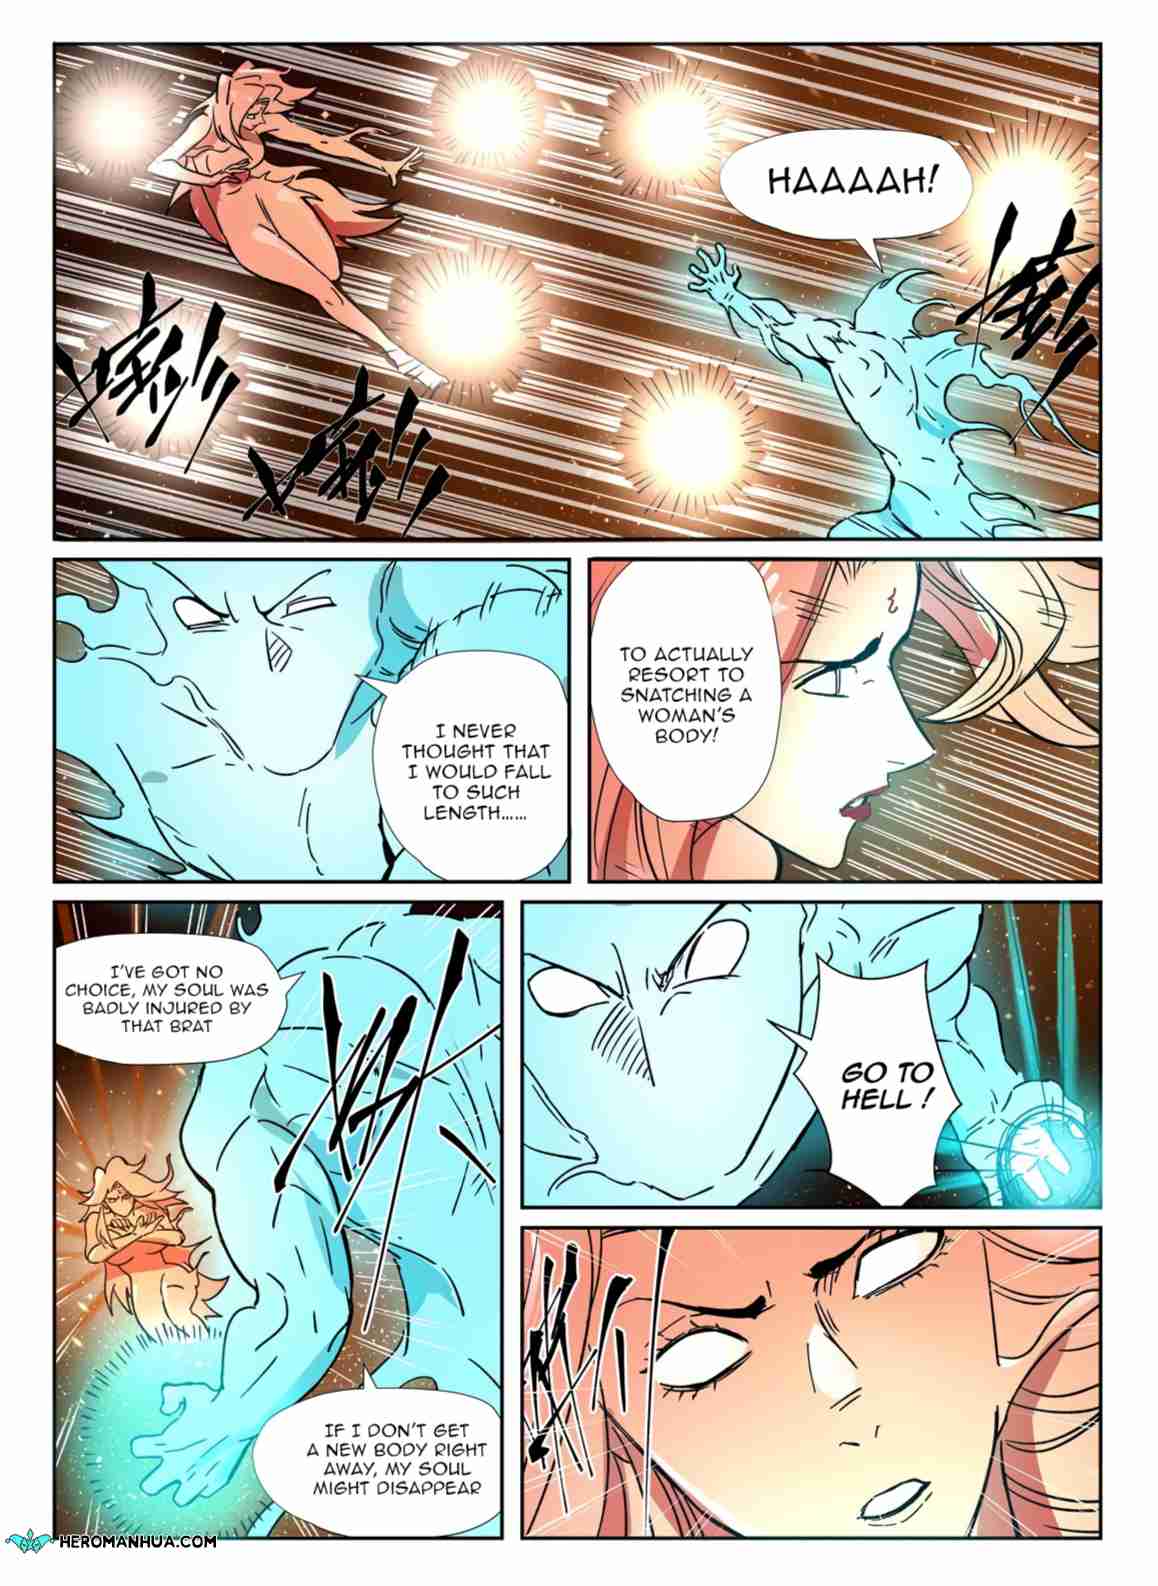 HAAAAH!
I NEVER
THOUGHT THAT
I WOULD FALL
TO SUCH
LENGTH......
TO ACTUALLY
RESORT TO
SNATCHING A
WOMAN'S
BODY!
I'VE GOT NO
CHOICE, MY SOUL WAS
BADLY INJURED BY
THAT BRAT
GO TO
HELL!
IF I DON'T GET
A NEW BODY RIGHT
AWAY, MY SOUL
MIGHT DISAPPEAR
HEROMANHUA.COM